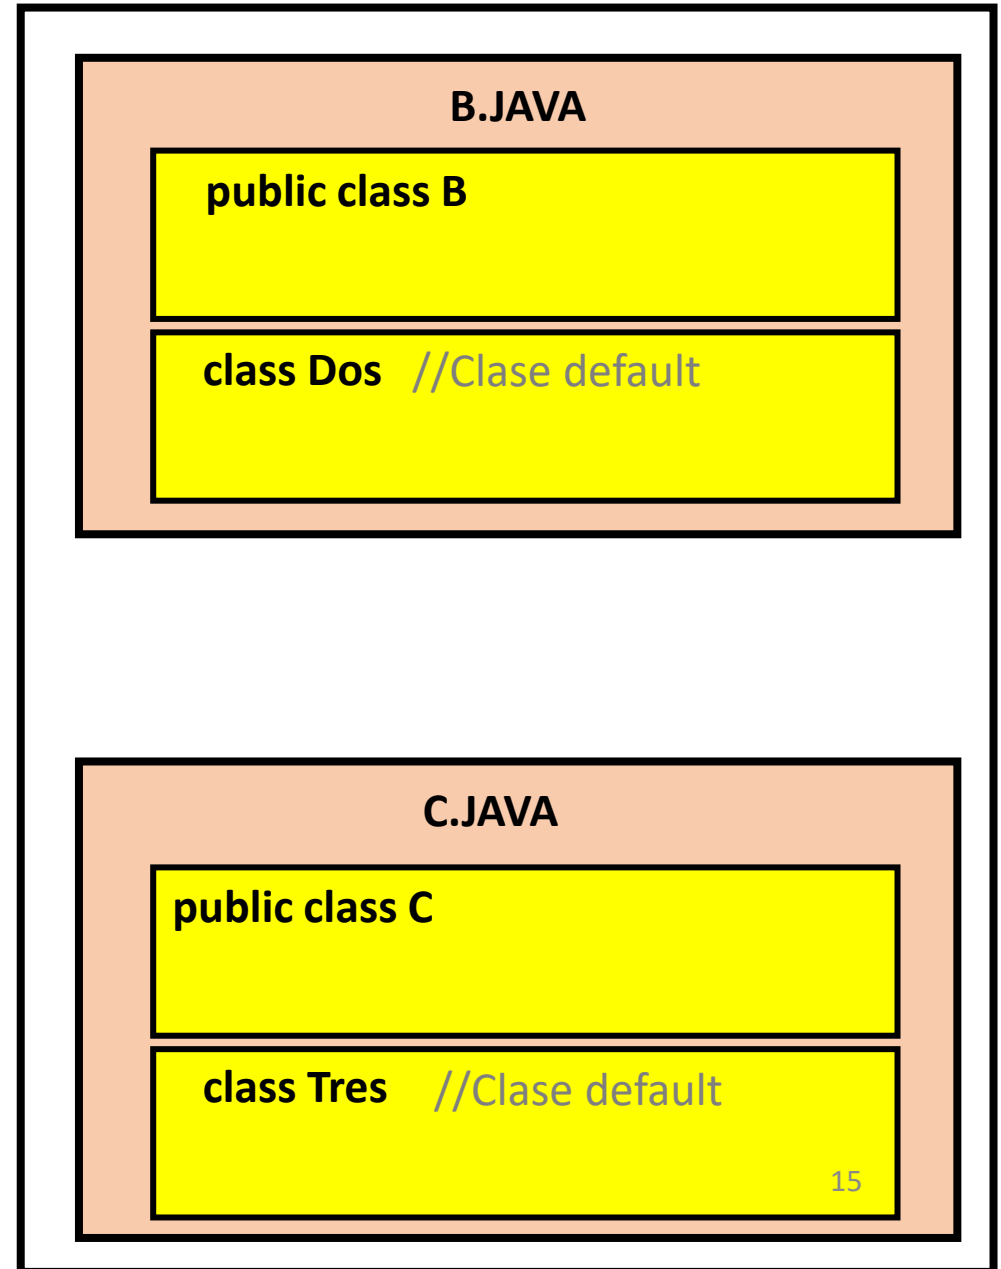 B.JAVA
public class B
class Dos //Clase default
C.JAVA
public class C
class Tres //Clase default
15